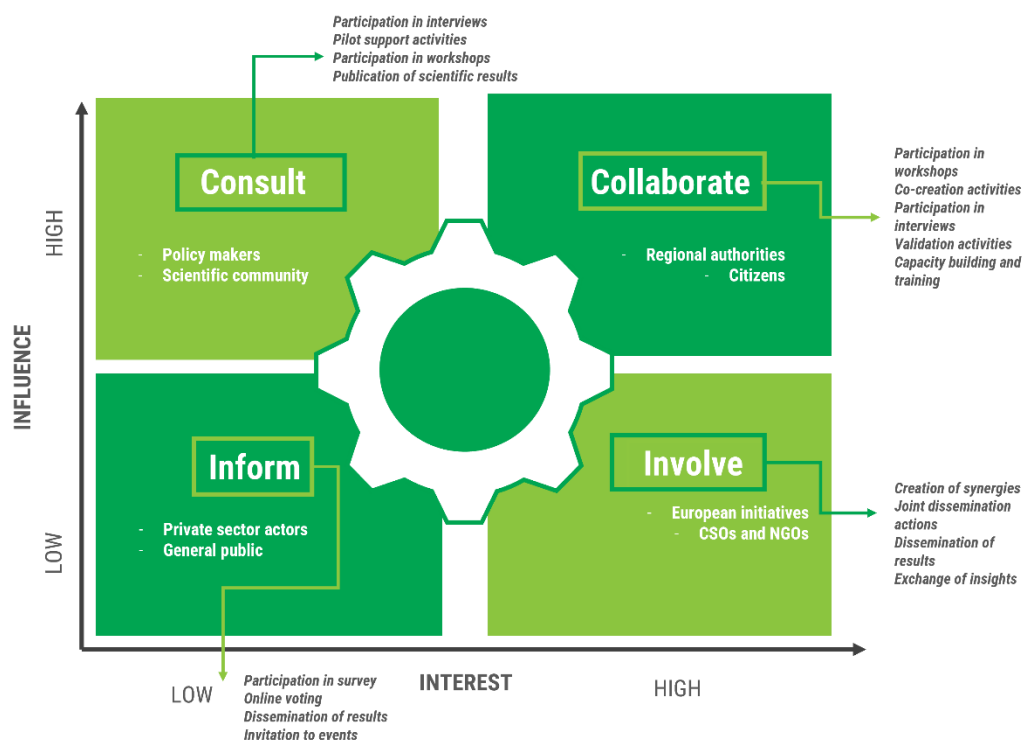 Participation in interviews
Pilot support activities
Participation in workshops
Publication of scientific results
Consult
- Policy makers
- Scientific community
Collaborate
- Regional authorities
- Citizens
Participation in
workshops
Co-creation activities
Participation in
interviews
Validation activities
Capacity building and
training
HIGH
INFLUENCE
LOW
Inform
- Private sector actors
- General public
Involve
- European initiatives
- CSOs and NGOs
Creation of synergies
Joint dissemination
actions
Dissemination of
results
Exchange of insights
LOW
INTEREST
HIGH
Participation in survey
Online voting
Dissemination of results
Invitation to events